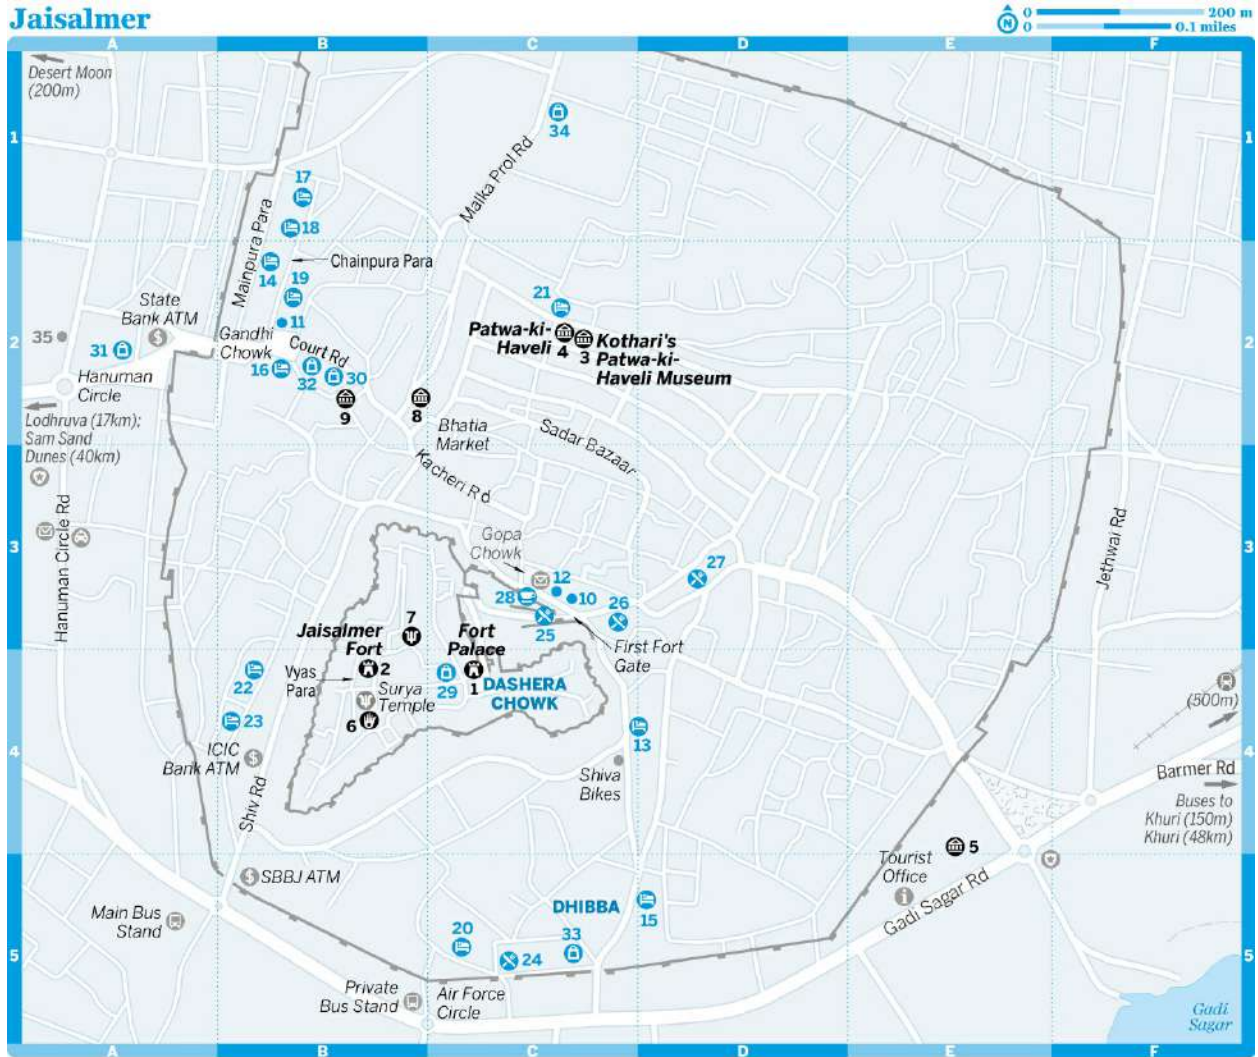 Jaisalmer
N
0
200 m
0
0.1 miles
A
B
C
D
E
F
1
Desert Moon
(200m)
34
Malka Prol Rd
17
18
Mainpura Para
Chainpura Para
14
19
11
21
State
Bank ATM
35
31
Gandhi
Chowk
Court Rd
16
32
30
9
8
Patwa-ki-
Haveli
4
3
Kothari's
Patwa-ki-
Haveli Museum
2
2
1
Hanuman
Circle
Lodhruva (17km);
Sam Sand
Dunes (40km)
Bhatia
Market
Sadar Bazaar
Kacheri Rd
Hanuman Circle Rd
Gopa
Chowk
12
10
28
25
26
27
Jethwai Rd
3
3
7
Jaisalmer
Fort
2
Fort
Palace
1
First Fort
Gate
Vyas
Para
Surya
Temple
29
DASHERA
CHOWK
6
22
23
13
(500m)
4
4
ICIC
Bank ATM
Shiva
Bikes
Barmer Rd
Buses to
Khuri (150m)
Khuri (48km)
Shiv Rd
5
Tourist
Office
SBBJ ATM
Gadi Sagar Rd
DHIBBA
15
Main Bus
Stand
20
24
33
5
5
Private
Bus Stand
Air Force
Circle
Gadi
Sagar
A
B
C
D
E
F